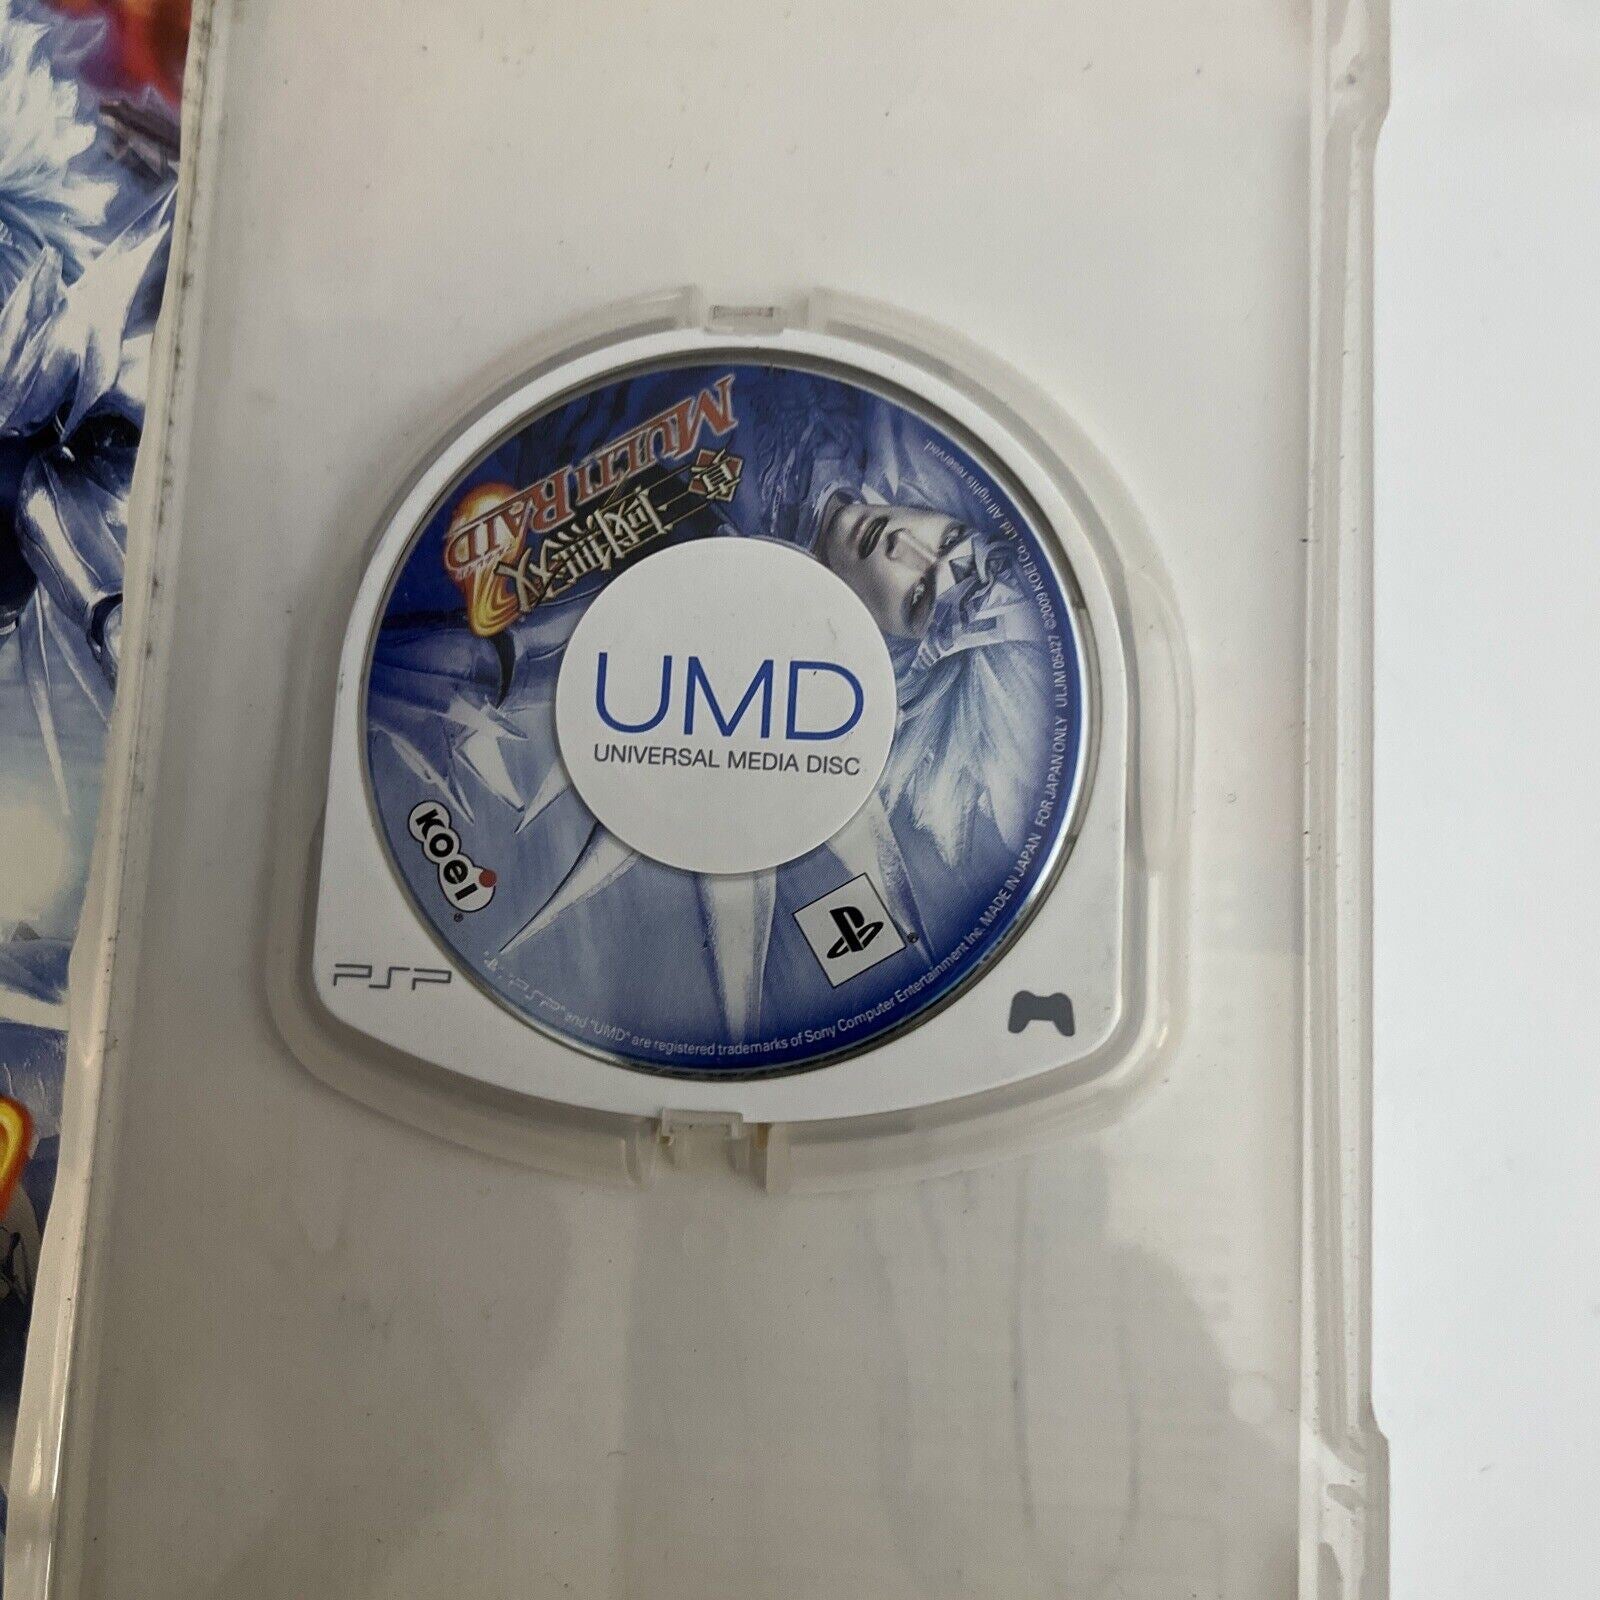 真・三國無双
MULTI RAID
UMD
UNIVERSAL MEDIA DISC
KOEI
®
®
PSP
"PSP" and "UMD" are registered trademarks of Sony Computer Entertainment Inc. MADE IN JAPAN FOR JAPAN ONLY ULJM 05427 ©2009 KOEI Co., Ltd. All rights reserved.